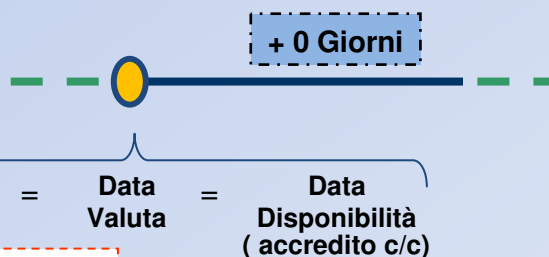 + 0 Giorni
= Data = Data
Valuta Disponibilità
( accredito c/c)